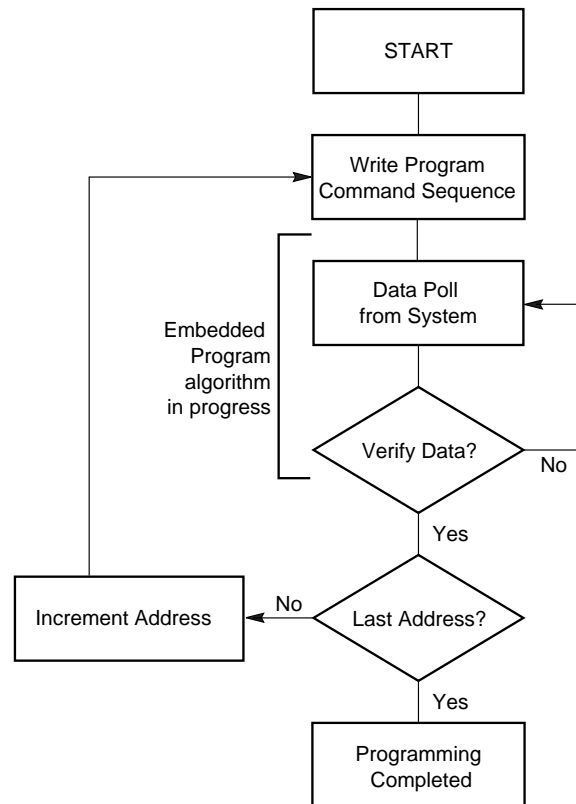 START
Write Program
Command Sequence
Data Poll
from System
Embedded
Program
algorithm
in progress
Verify Data?
No
Yes
Increment Address
No
Last Address?
Yes
Programming
Completed